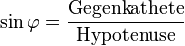 sin φ = Gegenkathete / Hypotenuse